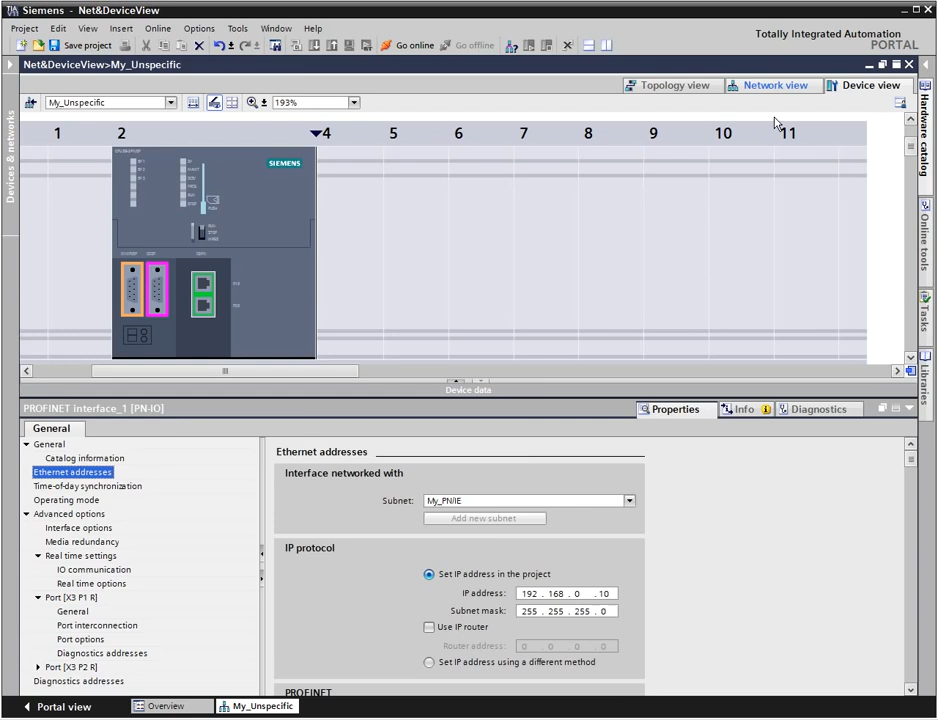 Siemens - Net&DeviceView
Project Edit View Insert Online Options Tools Window Help
Totally Integrated Automation
PORTAL
Save project
Go online
Go offline
Net&DeviceView>My_Unspecific
Topology view
Network view
Device view
My_Unspecific
193%
1 2 4 5 6 7 8 9 10 11
SIEMENS
Devices & networks
Hardware catalog
Online tools
Tasks
Libraries
Device data
PROFINET Interface_1 [PN-IO]
Properties
Info
Diagnostics
General
General
Catalog information
Ethernet addresses
Time-of-day synchronization
Operating mode
Advanced options
Interface options
Media redundancy
Real time settings
IO communication
Real time options
Port [X3 P1 R]
General
Port interconnection
Port options
Diagnostics addresses
Port [X3 P2 R]
Diagnostics addresses
Ethernet addresses
Interface networked with
Subnet: My_PN/IE
Add new subnet
IP protocol
Set IP address in the project
IP address: 192 . 168 . 0 . 10
Subnet mask: 255 . 255 . 255 . 0
Use IP router
Router address: 0 . 0 . 0 . 0
Set IP address using a different method
PROFINET
Portal view
Overview
My_Unspecific